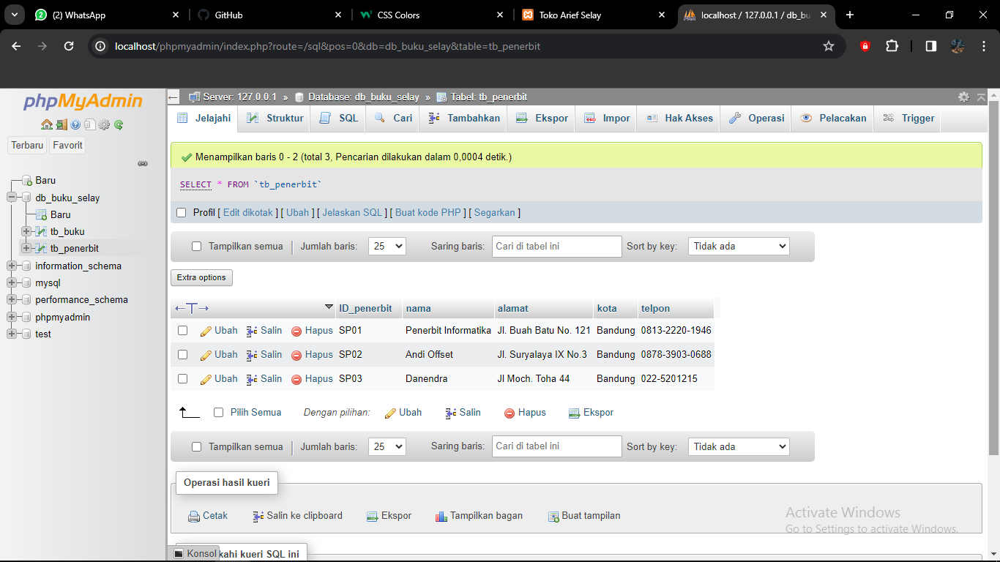 (2) WhatsApp
GitHub
CSS Colors
Toko Arief Selay
localhost / 127.0.0.1 / db_bu
localhost/phpmyadmin/index.php?route=/sql&pos=0&db=db_buku_selay&table=tb_penerbit
phpMyAdmin
Terbaru Favorit
Baru
db_buku_selay
Baru
tb_buku
tb_penerbit
information_schema
mysql
performance_schema
phpmyadmin
test
Server: 127.0.0.1 » Database: db_buku_selay » Tabel: tb_penerbit
Jelajahi Struktur SQL Cari Tambahkan Ekspor Impor Hak Akses Operasi Pelacakan Trigger
Menampilkan baris 0 - 2 (total 3, Pencarian dilakukan dalam 0,0004 detik.)
SELECT * FROM `tb_penerbit`
Profil [ Edit dikotak ] [ Ubah ] [ Jelaskan SQL ] [ Buat kode PHP ] [ Segarkan ]
Tampilkan semua Jumlah baris: 25 Saring baris: Cari di tabel ini Sort by key: Tidak ada
Extra options
ID_penerbit nama alamat kota telpon
Ubah Salin Hapus SP01 Penerbit Informatika Jl. Buah Batu No. 121 Bandung 0813-2220-1946
Ubah Salin Hapus SP02 Andi Offset Jl. Suryalaya IX No.3 Bandung 0878-3903-0688
Ubah Salin Hapus SP03 Danendra Jl Moch. Toha 44 Bandung 022-5201215
Pilih Semua Dengan pilihan: Ubah Salin Hapus Ekspor
Tampilkan semua Jumlah baris: 25 Saring baris: Cari di tabel ini Sort by key: Tidak ada
Operasi hasil kueri
Cetak Salin ke clipboard Ekspor Tampilkan bagan Buat tampilan
Activate Windows
Go to Settings to activate Windows.
Konsol kahi kueri SQL ini